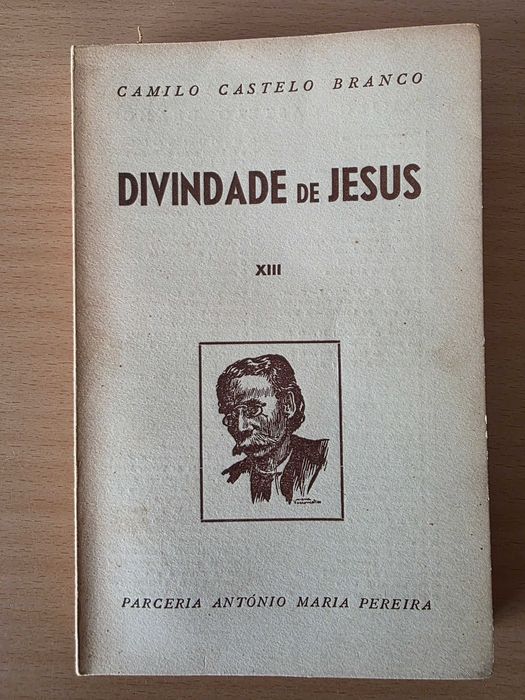 CAMILO CASTELO BRANCO
DIVINDADE DE JESUS
XIII
PARCERIA ANTÓNIO MARIA PEREIRA